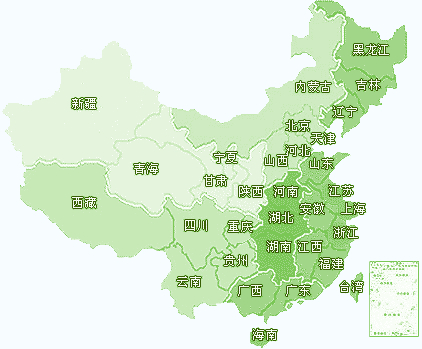 黑龙江
吉林
内蒙古
辽宁
新疆
北京
天津
河北
山西
山东
宁夏
青海
甘肃
陕西
河南
江苏
西藏
安徽
上海
湖北
四川
重庆
浙江
湖南
江西
贵州
福建
云南
广西
广东
台湾
海南